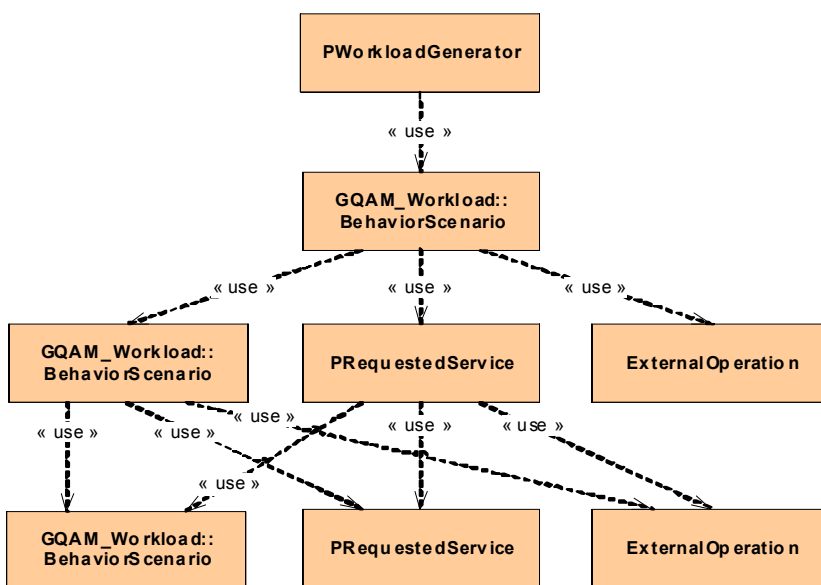 PWorkloadGenerator
« use »
GQAM_Workload::
BehaviorScenario
« use »
« use »
« use »
GQAM_Workload::
BehaviorScenario
PRequestedService
ExternalOperation
« use »
« use »
« use »
« use »
« use »
« use »
GQAM_Workload::
BehaviorScenario
PRequestedService
ExternalOperation